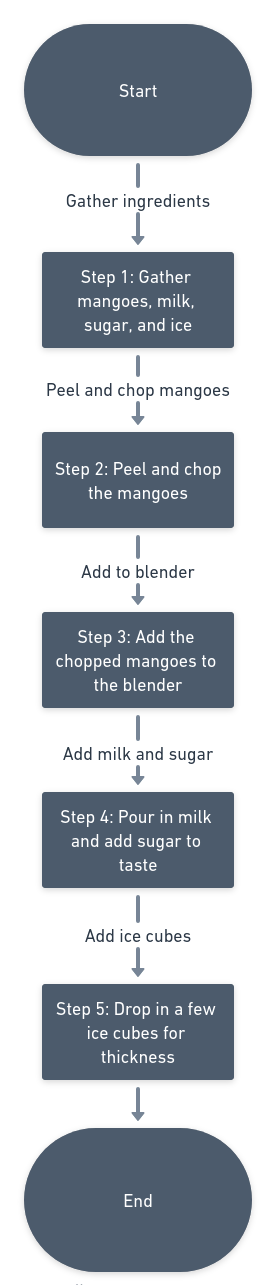 Start
Gather ingredients
Step 1: Gather
mangoes, milk,
sugar, and ice
Peel and chop mangoes
Step 2: Peel and chop
the mangoes
Add to blender
Step 3: Add the
chopped mangoes to
the blender
Add milk and sugar
Step 4: Pour in milk
and add sugar to
taste
Add ice cubes
Step 5: Drop in a few
ice cubes for
thickness
End